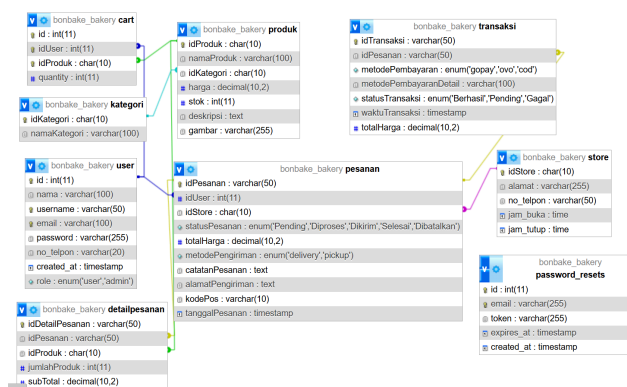 bonbake_bakery cart
id : int(11)
idUser : int(11)
idProduk : char(10)
quantity : int(11)
bonbake_bakery produk
idProduk : char(10)
namaProduk : varchar(100)
idKategori : char(10)
harga : decimal(10,2)
stok : int(11)
deskripsi : text
gambar : varchar(255)
bonbake_bakery transaksi
idTransaksi : varchar(50)
idPesanan : varchar(50)
metodePembayaran : enum('gopay','ovo','cod')
metodePembayaranDetail : varchar(100)
statusTransaksi : enum('Berhasil','Pending','Gagal')
waktuTransaksi : timestamp
totalHarga : decimal(10,2)
bonbake_bakery kategori
idKategori : char(10)
namaKategori : varchar(100)
bonbake_bakery user
id : int(11)
nama : varchar(100)
username : varchar(50)
email : varchar(100)
password : varchar(255)
no_telpon : varchar(20)
created_at : timestamp
role : enum('user','admin')
bonbake_bakery pesanan
idPesanan : varchar(50)
idUser : int(11)
idStore : char(10)
statusPesanan : enum('Pending','Diproses','Dikirim','Selesai','Dibatalkan')
totalHarga : decimal(10,2)
metodePengiriman : enum('delivery','pickup')
catatanPesanan : text
alamatPengiriman : text
kodePos : varchar(10)
tanggalPesanan : timestamp
bonbake_bakery store
idStore : char(10)
alamat : varchar(255)
no_telpon : varchar(50)
jam_buka : time
jam_tutup : time
bonbake_bakery
password_resets
id : int(11)
email : varchar(255)
token : varchar(255)
expires_at : timestamp
created_at : timestamp
bonbake_bakery detailpesanan
idDetailPesanan : varchar(50)
idPesanan : varchar(50)
idProduk : char(10)
jumlahProduk : int(11)
subTotal : decimal(10,2)